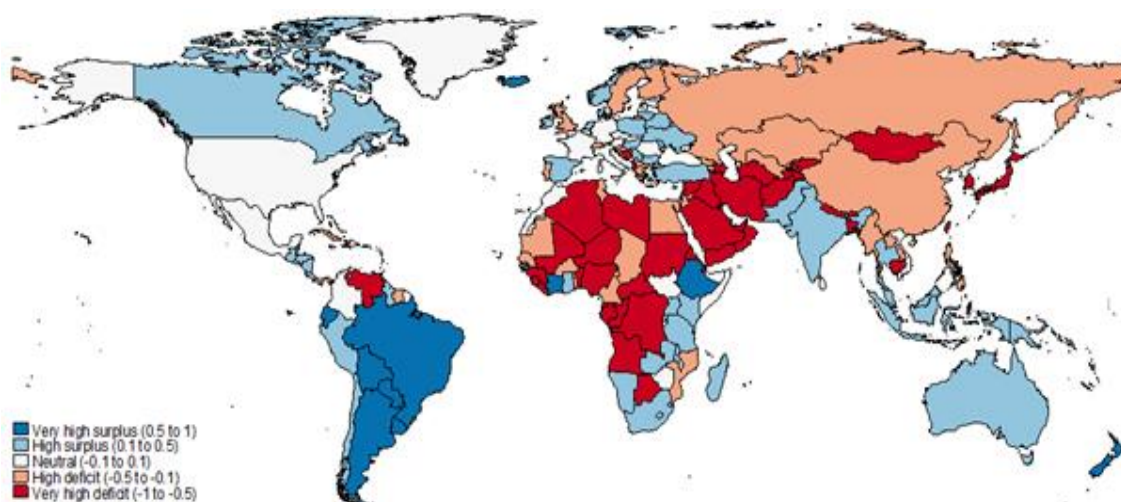 Very high surplus (0.5 to 1)
High surplus (0.1 to 0.5)
Neutral (-0.1 to 0.1)
High deficit (-0.5 to -0.1)
Very high deficit (-1 to -0.5)